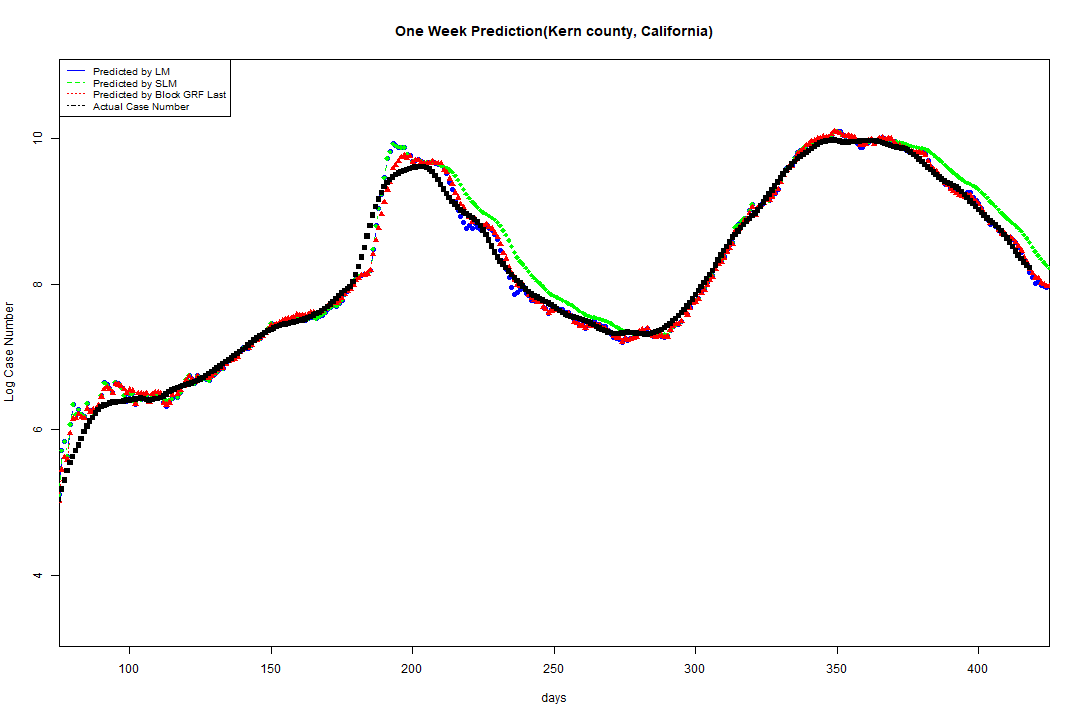 One Week Prediction(Kern county, California)
Predicted by LM
Predicted by SLM
Predicted by Block GRF Last
Actual Case Number
10
8
6
4
Log Case Number
100 150 200 250 300 350 400
days